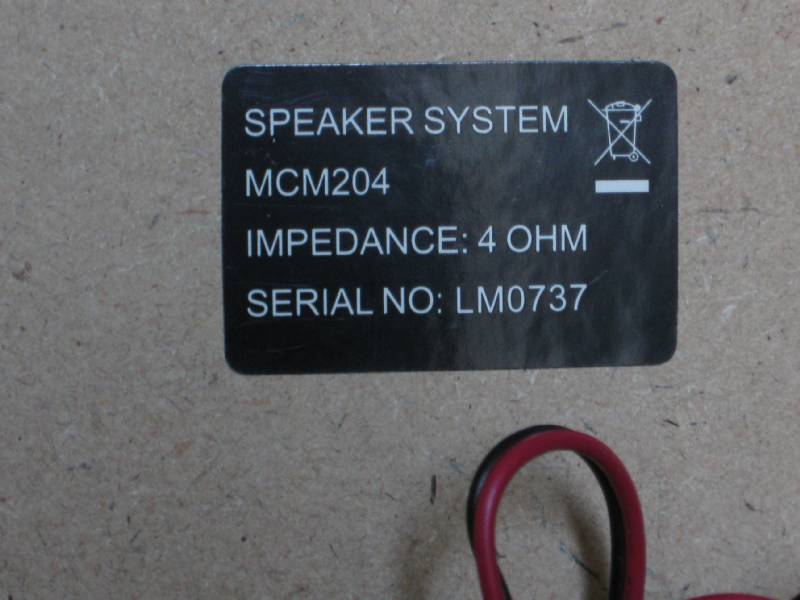 SPEAKER SYSTEM
MCM204
IMPEDANCE: 4 OHM
SERIAL NO: LM0737